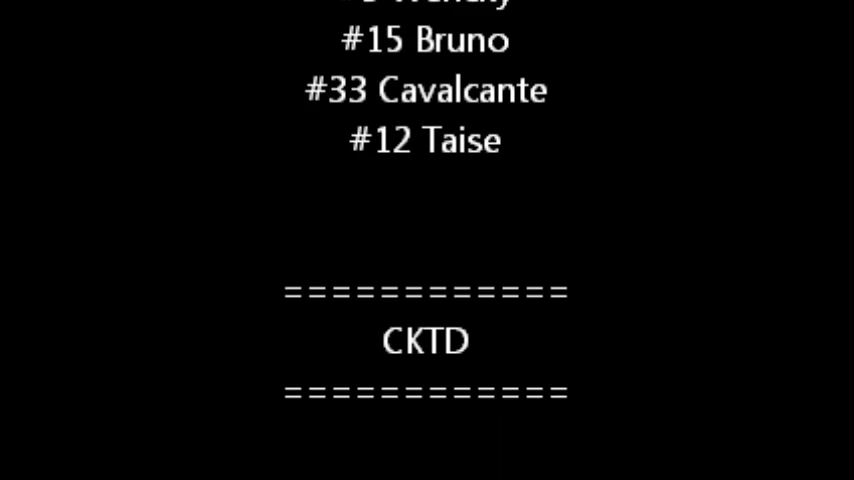 #15 Bruno
#33 Cavalcante
#12 Taise
============
CKTD
============